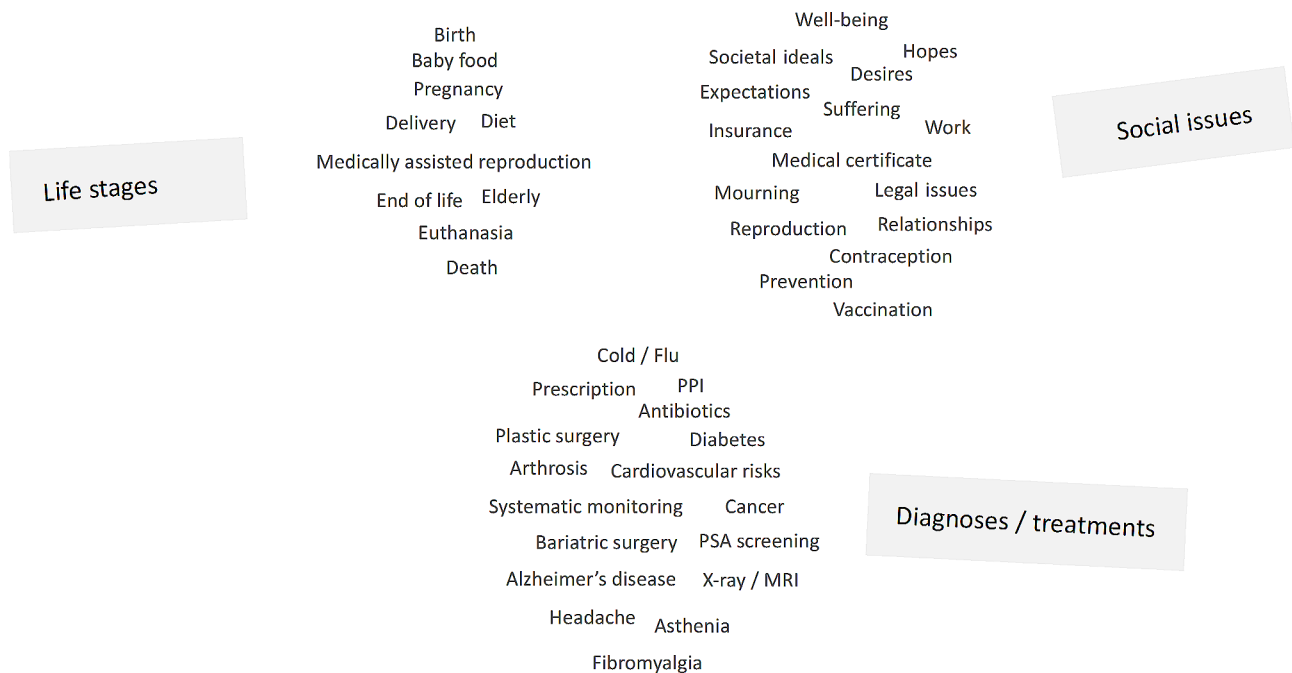 Life stages
Birth
Baby food
Pregnancy
Delivery Diet
Medically assisted reproduction
End of life Elderly
Euthanasia
Death
Well-being
Societal ideals Hopes
Desires
Expectations
Suffering
Insurance Work
Medical certificate
Mourning Legal issues
Reproduction Relationships
Contraception
Prevention
Vaccination
Social issues
Cold / Flu
Prescription PPI
Antibiotics
Plastic surgery Diabetes
Arthrosis Cardiovascular risks
Systematic monitoring Cancer
Bariatric surgery PSA screening
Alzheimer’s disease X-ray / MRI
Headache Asthenia
Fibromyalgia
Diagnoses / treatments